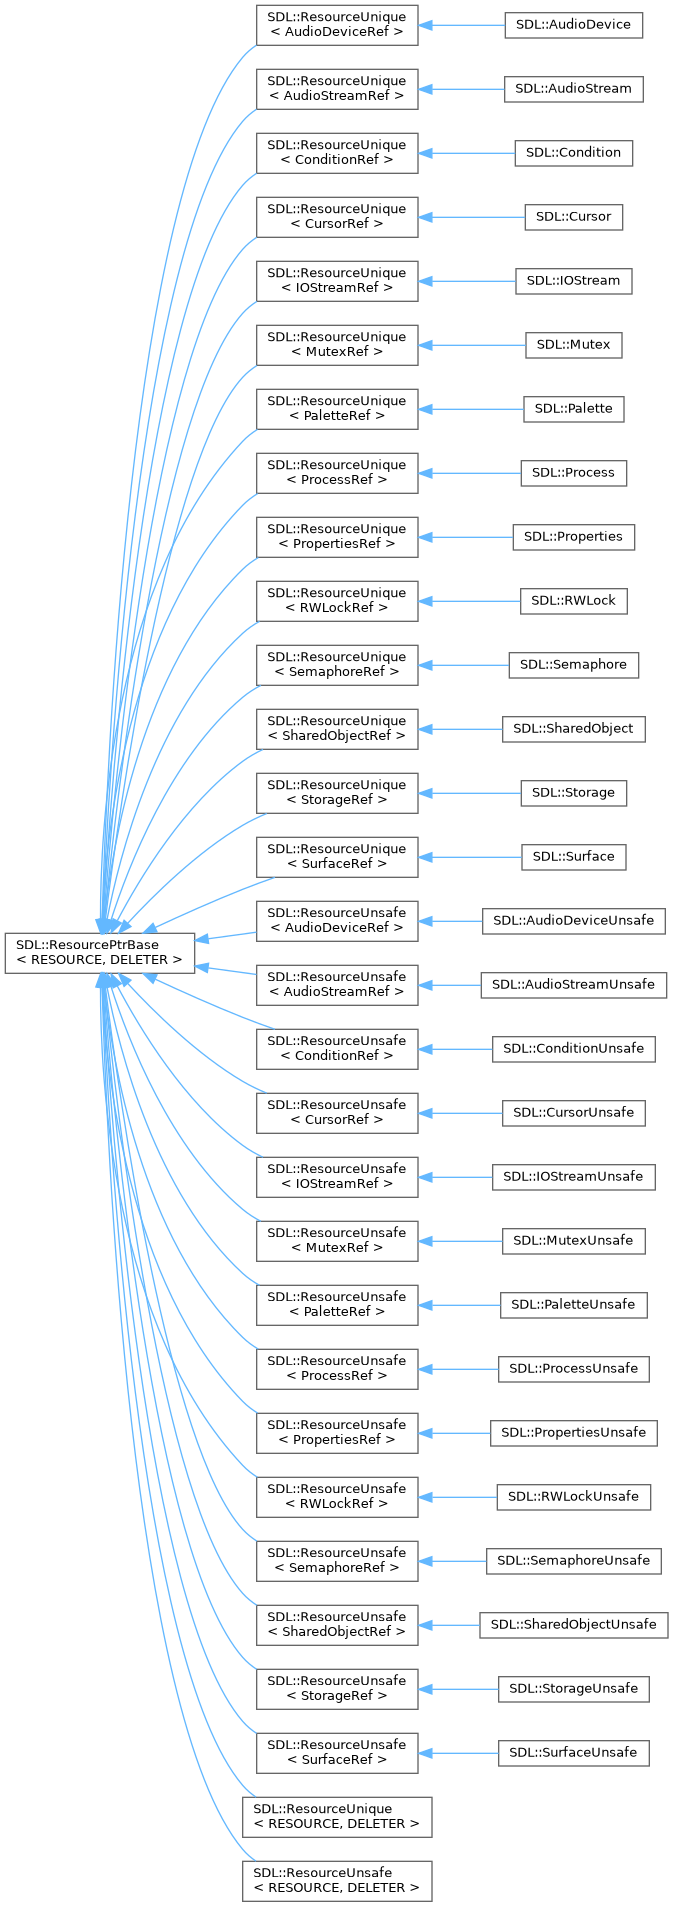 SDL::ResourceUnique
< AudioDeviceRef >
SDL::AudioDevice
SDL::ResourceUnique
< AudioStreamRef >
SDL::AudioStream
SDL::ResourceUnique
< ConditionRef >
SDL::Condition
SDL::ResourceUnique
< CursorRef >
SDL::Cursor
SDL::ResourceUnique
< IOStreamRef >
SDL::IOStream
SDL::ResourceUnique
< MutexRef >
SDL::Mutex
SDL::ResourceUnique
< PaletteRef >
SDL::Palette
SDL::ResourceUnique
< ProcessRef >
SDL::Process
SDL::ResourceUnique
< PropertiesRef >
SDL::Properties
SDL::ResourceUnique
< RWLockRef >
SDL::RWLock
SDL::ResourceUnique
< SemaphoreRef >
SDL::Semaphore
SDL::ResourceUnique
< SharedObjectRef >
SDL::SharedObject
SDL::ResourceUnique
< StorageRef >
SDL::Storage
SDL::ResourceUnique
< SurfaceRef >
SDL::Surface
SDL::ResourceUnsafe
< AudioDeviceRef >
SDL::AudioDeviceUnsafe
SDL::ResourcePtrBase
< RESOURCE, DELETER >
SDL::ResourceUnsafe
< AudioStreamRef >
SDL::AudioStreamUnsafe
SDL::ResourceUnsafe
< ConditionRef >
SDL::ConditionUnsafe
SDL::ResourceUnsafe
< CursorRef >
SDL::CursorUnsafe
SDL::ResourceUnsafe
< IOStreamRef >
SDL::IOStreamUnsafe
SDL::ResourceUnsafe
< MutexRef >
SDL::MutexUnsafe
SDL::ResourceUnsafe
< PaletteRef >
SDL::PaletteUnsafe
SDL::ResourceUnsafe
< ProcessRef >
SDL::ProcessUnsafe
SDL::ResourceUnsafe
< PropertiesRef >
SDL::PropertiesUnsafe
SDL::ResourceUnsafe
< RWLockRef >
SDL::RWLockUnsafe
SDL::ResourceUnsafe
< SemaphoreRef >
SDL::SemaphoreUnsafe
SDL::ResourceUnsafe
< SharedObjectRef >
SDL::SharedObjectUnsafe
SDL::ResourceUnsafe
< StorageRef >
SDL::StorageUnsafe
SDL::ResourceUnsafe
< SurfaceRef >
SDL::SurfaceUnsafe
SDL::ResourceUnique
< RESOURCE, DELETER >
SDL::ResourceUnsafe
< RESOURCE, DELETER >